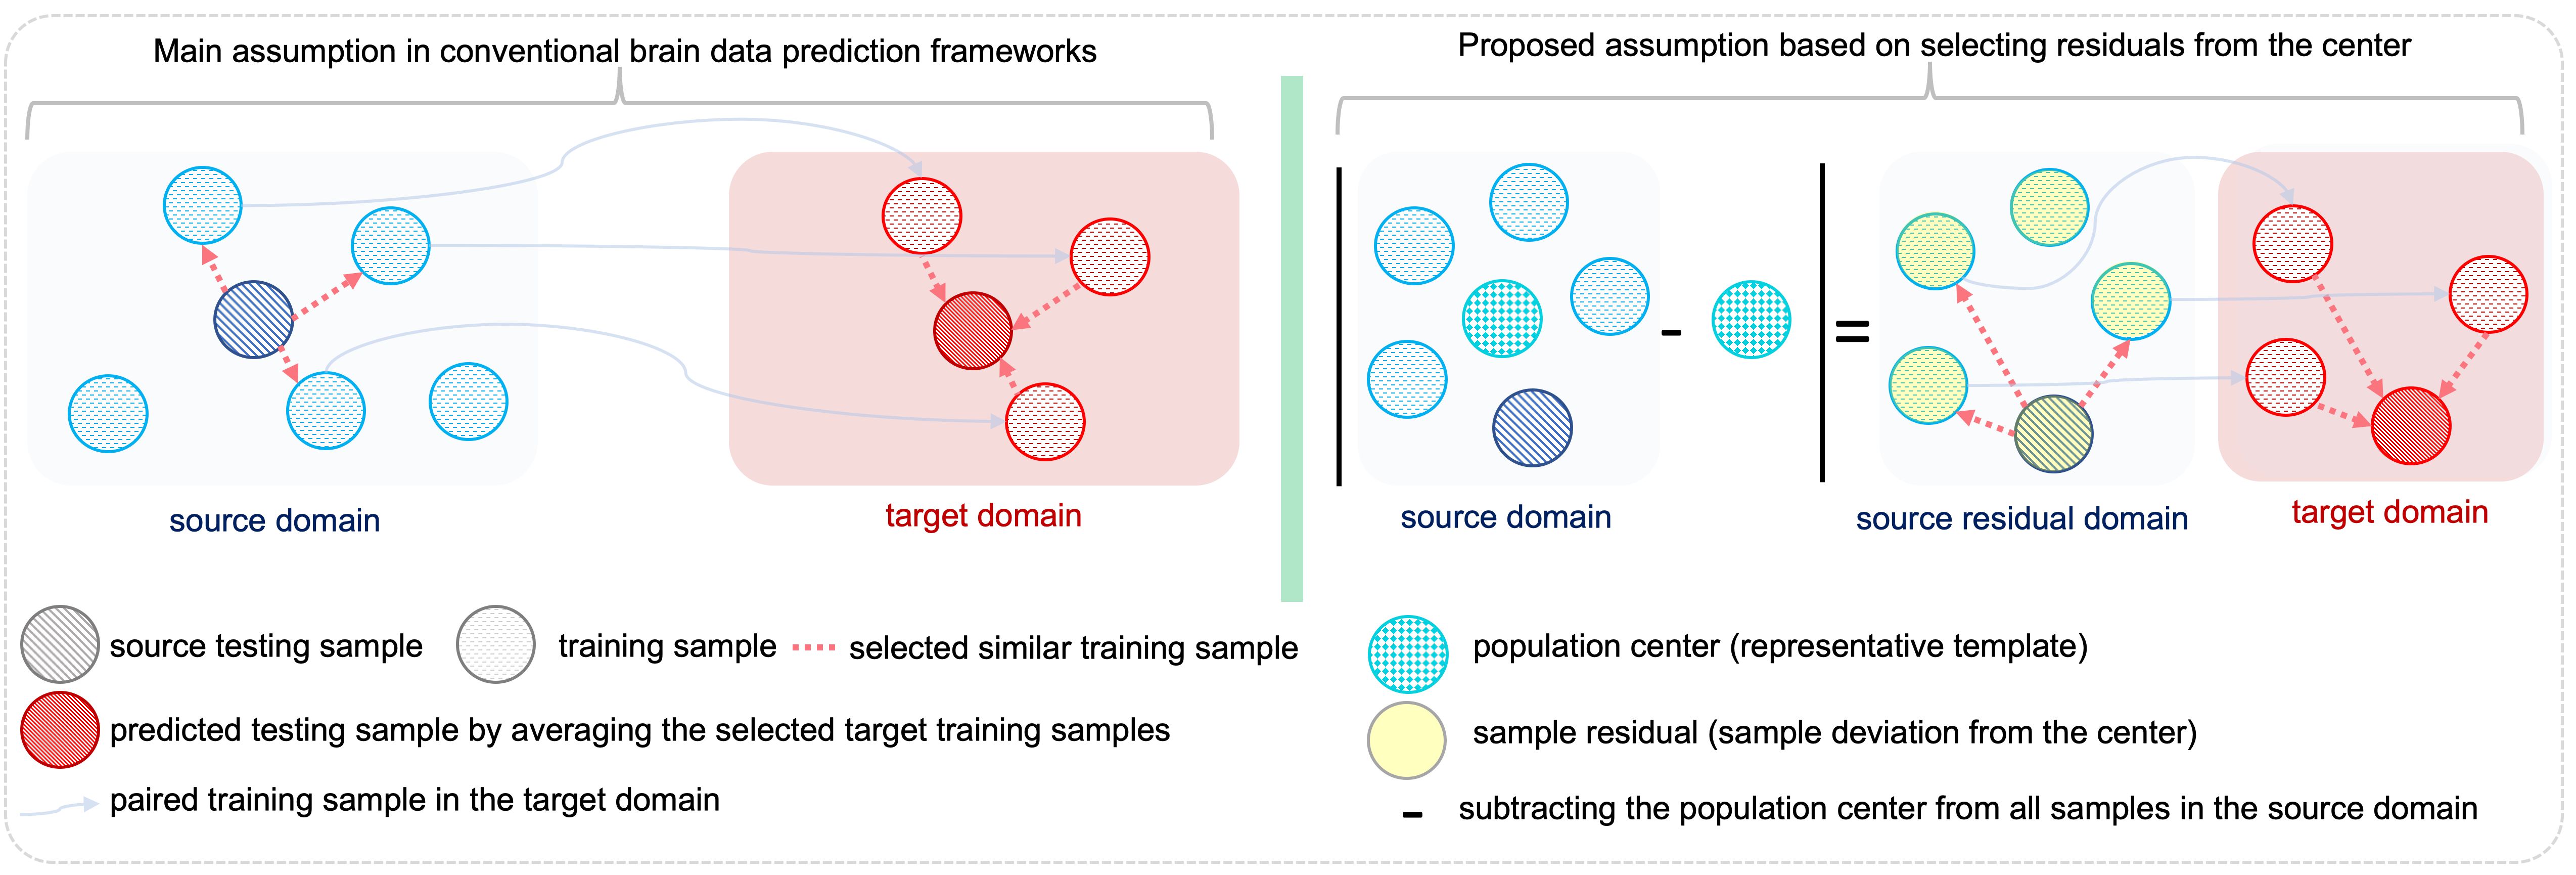 Main assumption in conventional brain data prediction frameworks
Proposed assumption based on selecting residuals from the center
-
=
source domain
target domain
source domain
source residual domain
target domain
source testing sample
training sample
selected similar training sample
predicted testing sample by averaging the selected target training samples
paired training sample in the target domain
population center (representative template)
sample residual (sample deviation from the center)
- subtracting the population center from all samples in the source domain